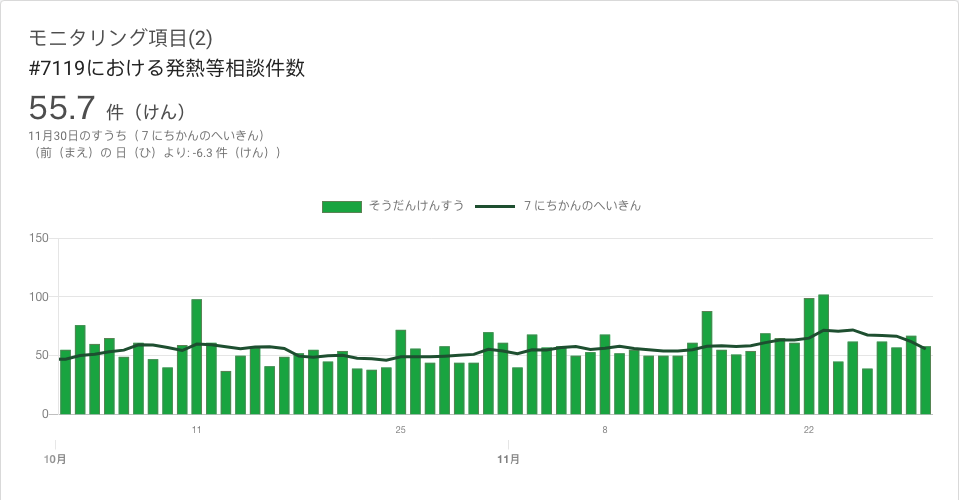 モニタリング項目(2)
#7119における発熱等相談件数
55.7 件（けん）
11月30日のすうち（７にちかんのへいきん）
（前（まえ）の 日（ひ）より: -6.3 件（けん））
そうだんけんすう ７にちかんのへいきん
150
100
50
0
11 25 8 22
10月 11月